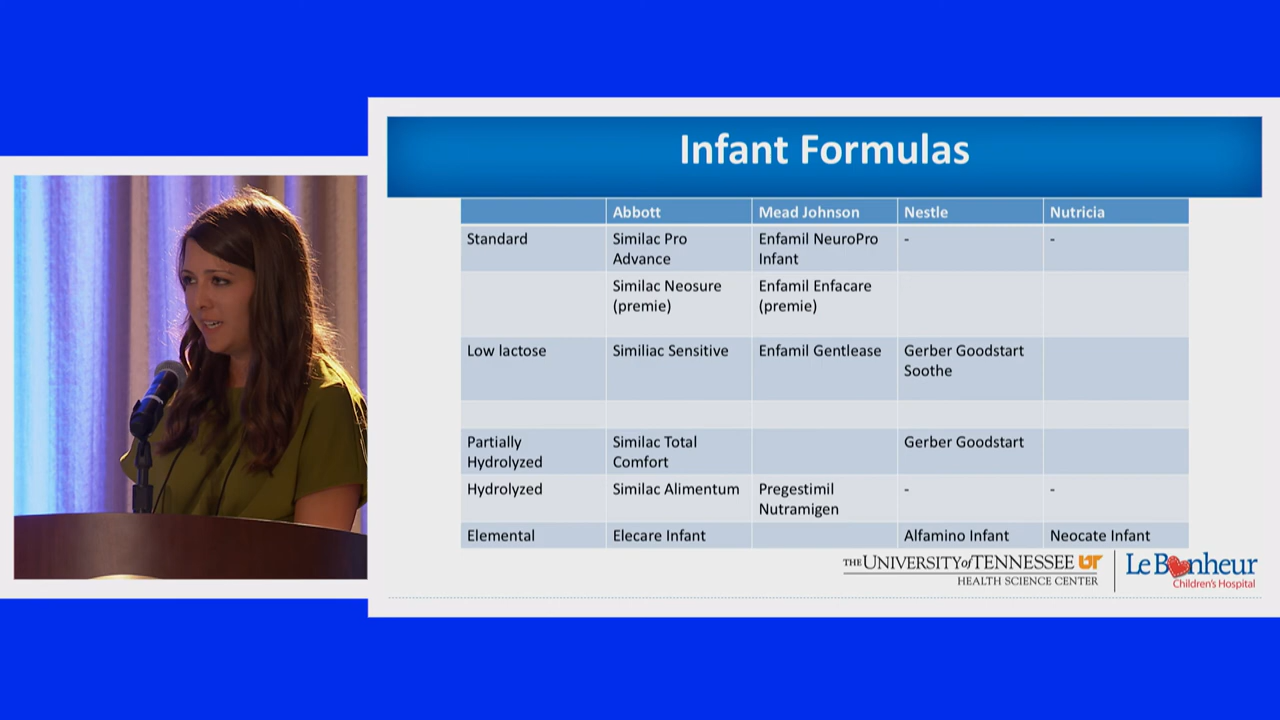 Infant Formulas
Abbott Mead Johnson Nestle Nutricia
Standard Similac Pro Enfamil NeuroPro - -
Advance Infant
Similac Neosure Enfamil Enfacare
(premie) (premie)
Low lactose Similiac Sensitive Enfamil Gentlease Gerber Goodstart
Soothe
Partially Similac Total Gerber Goodstart
Hydrolyzed Comfort
Hydrolyzed Similac Alimentum Pregestimil - -
Nutramigen
Elemental Elecare Infant Alfamino Infant Neocate Infant
THE UNIVERSITY of TENNESSEE UT
HEALTH SCIENCE CENTER
Le Bonheur
Children's Hospital